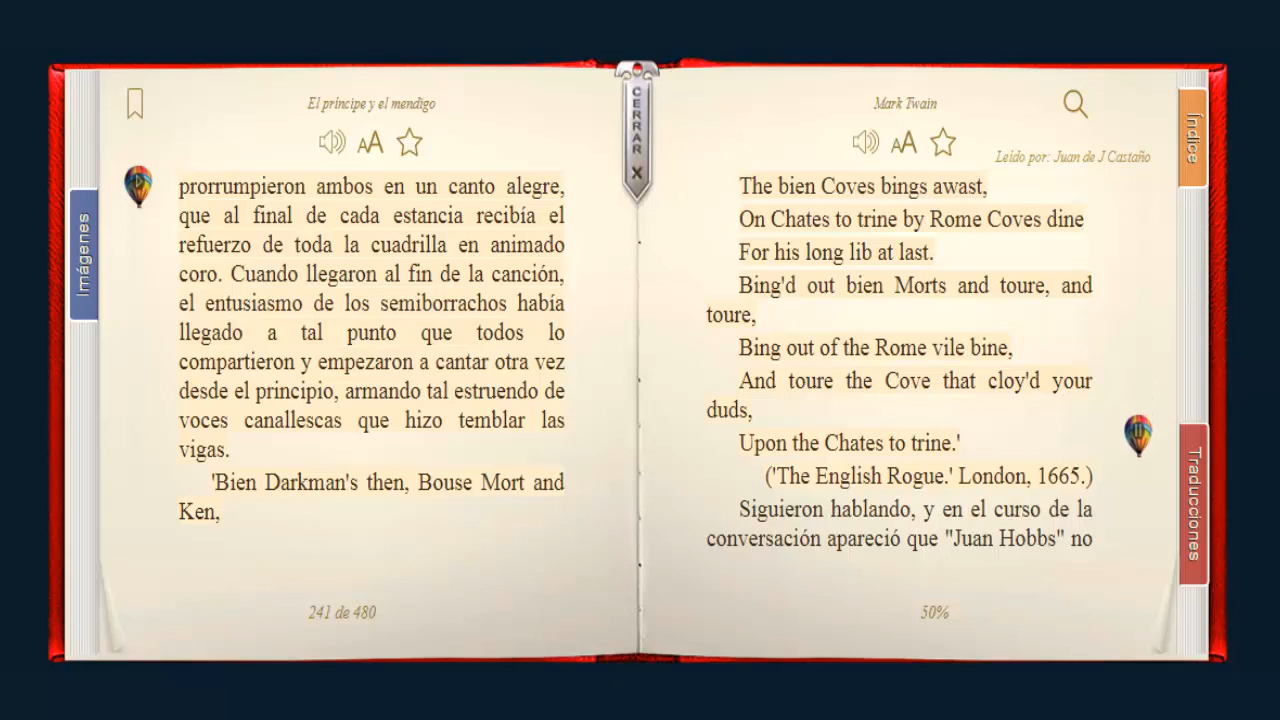 El príncipe y el mendigo
AA
prorrumpieron ambos en un canto alegre,
que al final de cada estancia recibía el
refuerzo de toda la cuadrilla en animado
coro. Cuando llegaron al fin de la canción,
el entusiasmo de los semiborrachos había
llegado a tal punto que todos lo
compartieron y empezaron a cantar otra vez
desde el principio, armando tal estruendo de
voces canallescas que hizo temblar las
vigas.
'Bien Darkman's then, Bouse Mort and
Ken,
241 de 480
Imágenes
CERRAR X
Mark Twain
AA
Leído por: Juan de J Castaño
The bien Coves bings awast,
On Chates to trine by Rome Coves dine
For his long lib at last.
Bing'd out bien Morts and toure, and
toure,
Bing out of the Rome vile bine,
And toure the Cove that cloy'd your
duds,
Upon the Chates to trine.'
('The English Rogue.' London, 1665.)
Siguieron hablando, y en el curso de la
conversación apareció que "Juan Hobbs" no
50%
Índice
Traducciones